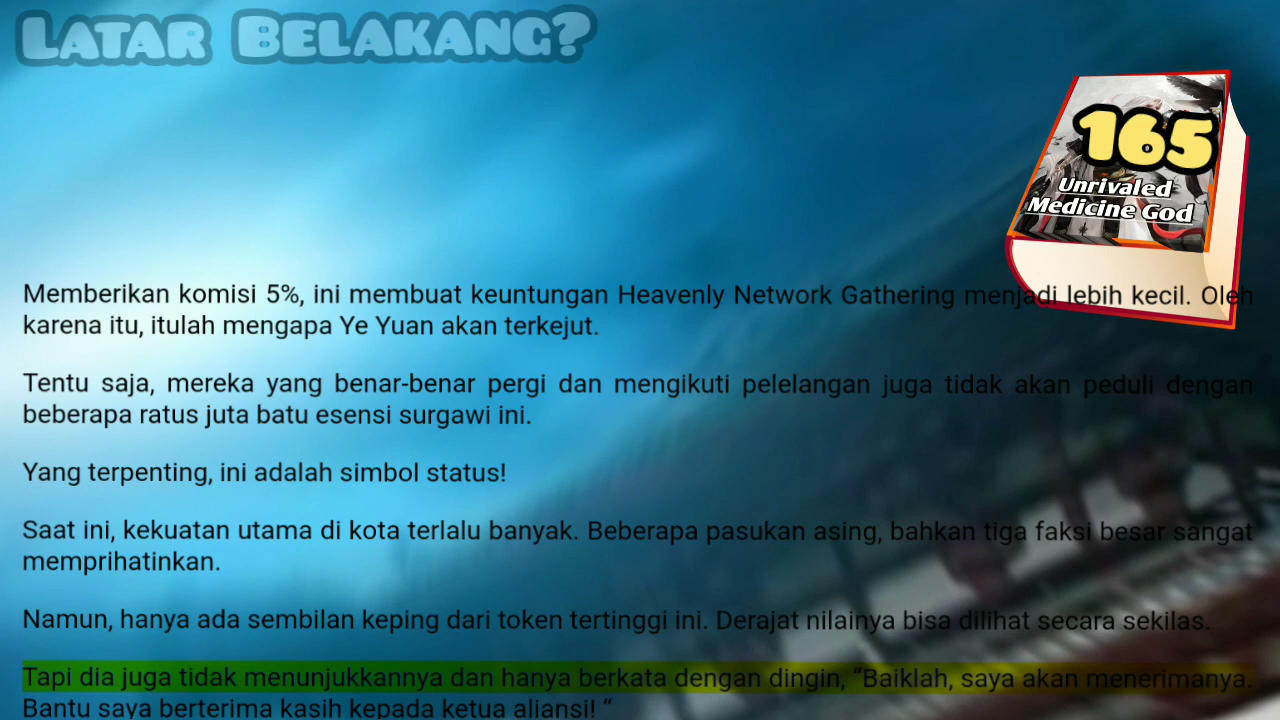 Latar Belakang?
165
Unrivaled
Medicine God
Memberikan komisi 5%, ini membuat keuntungan Heavenly Network Gathering menjadi lebih kecil. Oleh
karena itu, itulah mengapa Ye Yuan akan terkejut.
Tentu saja, mereka yang benar-benar pergi dan mengikuti pelelangan juga tidak akan peduli dengan
beberapa ratus juta batu esensi surgawi ini.
Yang terpenting, ini adalah simbol status!
Saat ini, kekuatan utama di kota terlalu banyak. Beberapa pasukan asing, bahkan tiga faksi besar sangat
memprihatinkan.
Namun, hanya ada sembilan keping dari token tertinggi ini. Derajat nilainya bisa dilihat secara sekilas.
Tapi dia juga tidak menunjukkannya dan hanya berkata dengan dingin, “Baiklah, saya akan menerimanya.
Bantu saya berterima kasih kepada ketua aliansi! “